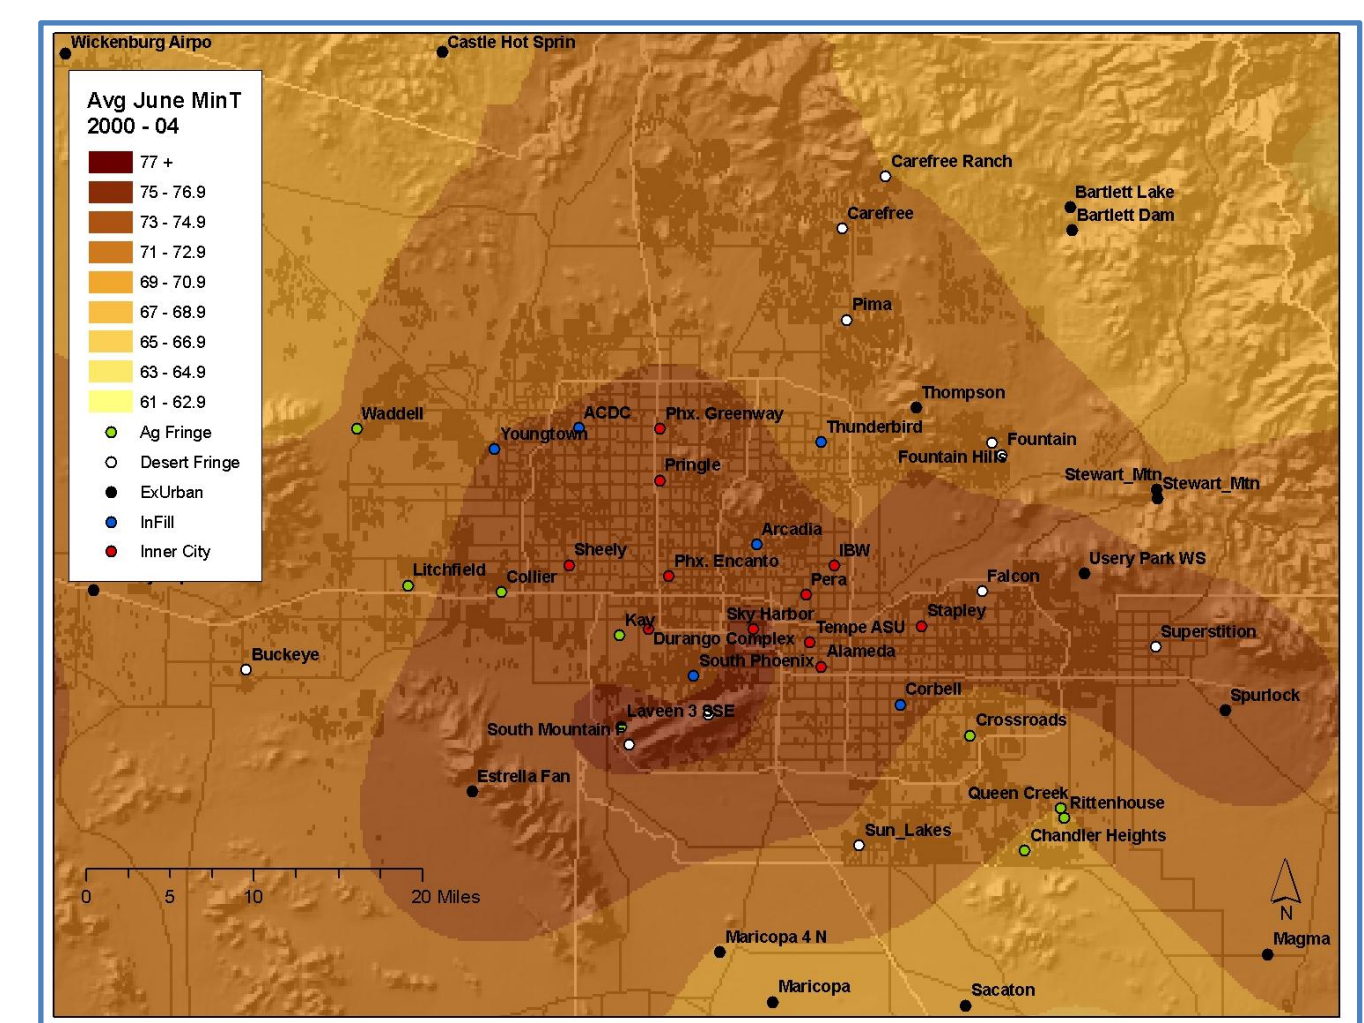 Wickenburg Airpo
Castle Hot Sprin
Avg June MinT
2000 - 04
77 +
75 - 76.9
73 - 74.9
71 - 72.9
69 - 70.9
67 - 68.9
65 - 66.9
63 - 64.9
61 - 62.9
Ag Fringe
Desert Fringe
ExUrban
InFill
Inner City
Carefree Ranch
Bartlett Lake
Carefree
Bartlett Dam
Pima
Thompson
Waddell
ACDC
Phx. Greenway
Youngtown
Thunderbird
Fountain
Fountain Hills
Pringle
Stewart_Mtn
Stewart_Mtn
Arcadia
Sheely
IBW
Phx. Encanto
Usery Park WS
Litchfield
Collier
Pera
Falcon
Kay
Sky Harbor
Stapley
Durango Complex
Tempe ASU
Superstition
Buckeye
South Phoenix
Alameda
Corbell
Spurlock
Laveen 3 SSE
South Mountain F
Crossroads
Estrella Fan
Queen Creek
Rittenhouse
Sun_Lakes
Chandler Heights
0 5 10 20 Miles
N
Maricopa 4 N
Magma
Maricopa
Sacaton